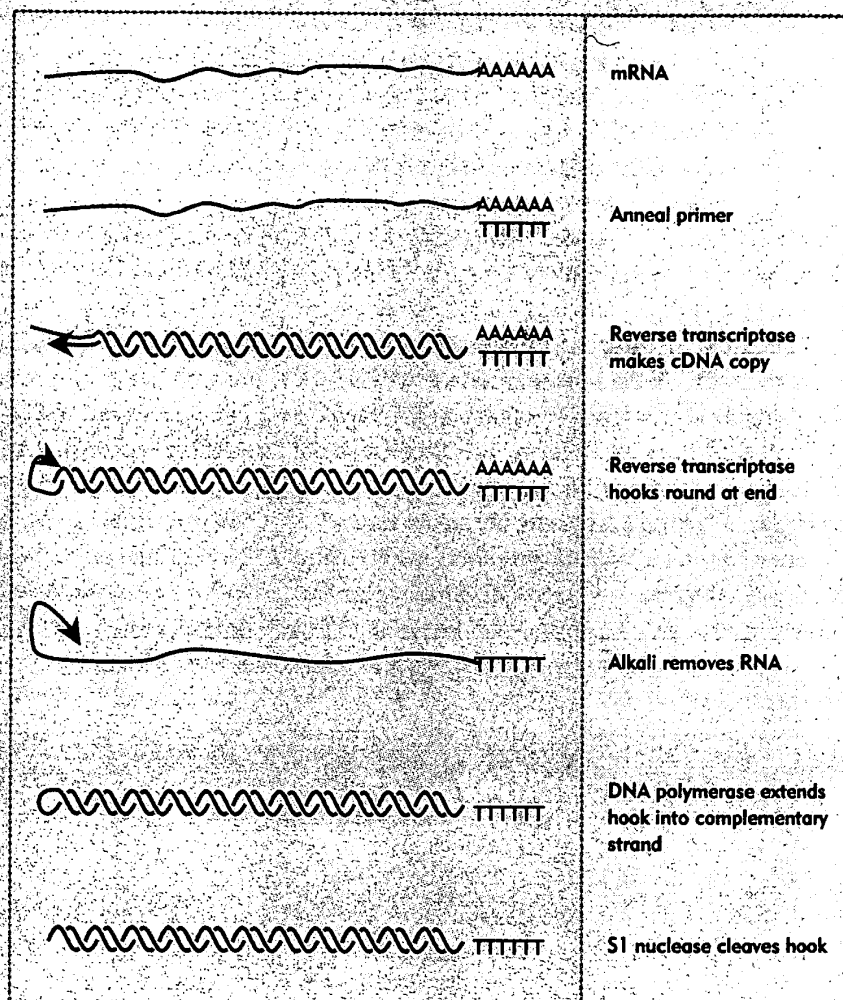 AAAAAA
mRNA
AAAAAA
TTTTTT
Anneal primer
AAAAAA
TTTTTT
Reverse transcriptase
makes cDNA copy
AAAAAA
TTTTTT
Reverse transcriptase
hooks round at end
TTTTTT
Alkali removes RNA
TTTTTT
DNA polymerase extends
hook into complementary
strand
TTTTTT
S1 nuclease cleaves hook